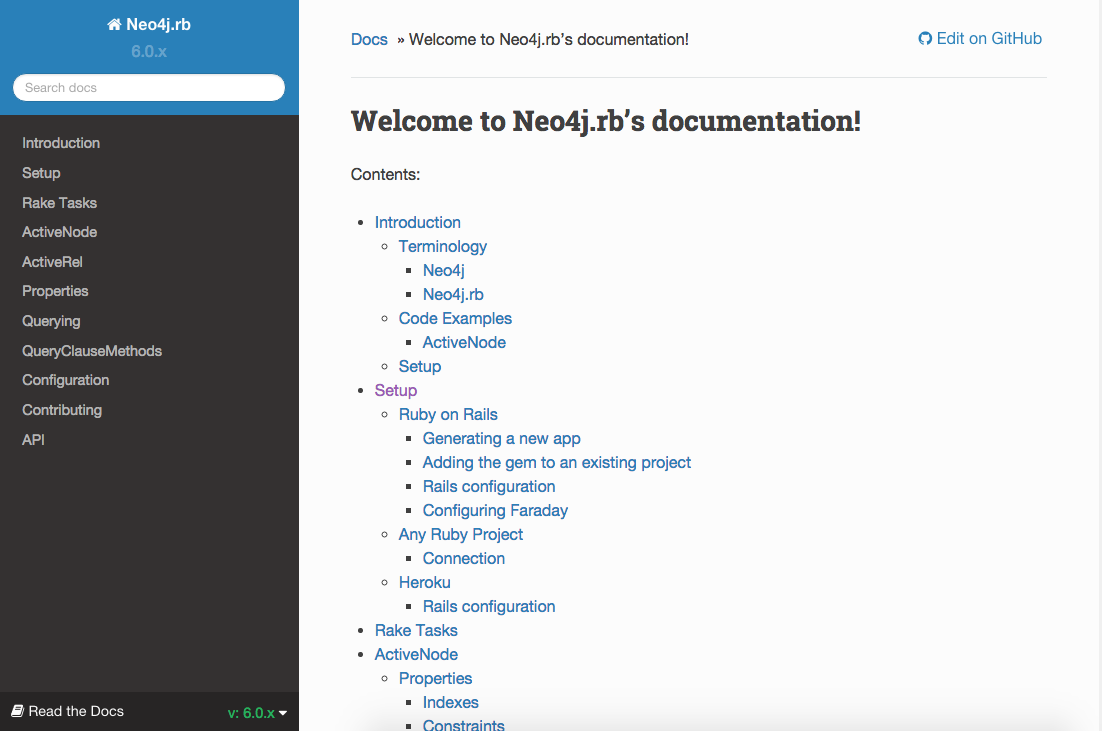 Neo4j.rb
6.0.x
Search docs
Introduction
Setup
Rake Tasks
ActiveNode
ActiveRel
Properties
Querying
QueryClauseMethods
Configuration
Contributing
API
Read the Docs
v: 6.0.x
Docs » Welcome to Neo4j.rb’s documentation!
Edit on GitHub
Welcome to Neo4j.rb’s documentation!
Contents:
Introduction
Terminology
Neo4j
Neo4j.rb
Code Examples
ActiveNode
Setup
Setup
Ruby on Rails
Generating a new app
Adding the gem to an existing project
Rails configuration
Configuring Faraday
Any Ruby Project
Connection
Heroku
Rails configuration
Rake Tasks
ActiveNode
Properties
Indexes
Constraints